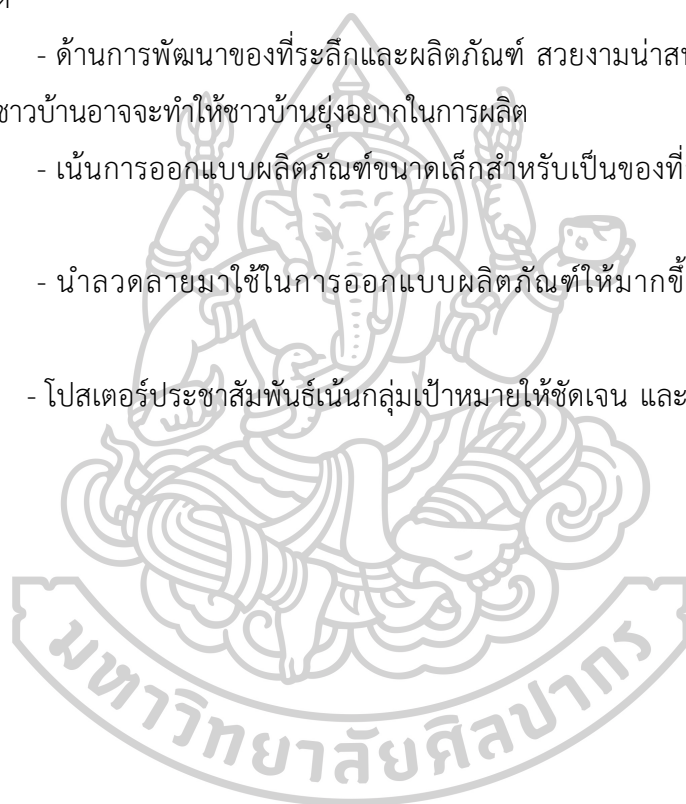 - ด้านการพัฒนาของที่ระลึกและผลิตภัณฑ์ สวยงามน่าส
ชาวบ้านอาจจะทำให้ชาวบ้านยุ่งอยากในการผลิต
- เน้นการออกแบบผลิตภัณฑ์ขนาดเล็กสำหรับเป็นของที่
- นำลวดลายมาใช้ในการออกแบบผลิตภัณฑ์ให้มากขึ้
- โปสเตอร์ประชาสัมพันธ์เน้นกลุ่มเป้าหมายให้ชัดเจน และ
มหาวิทยาลัยศิลปากร